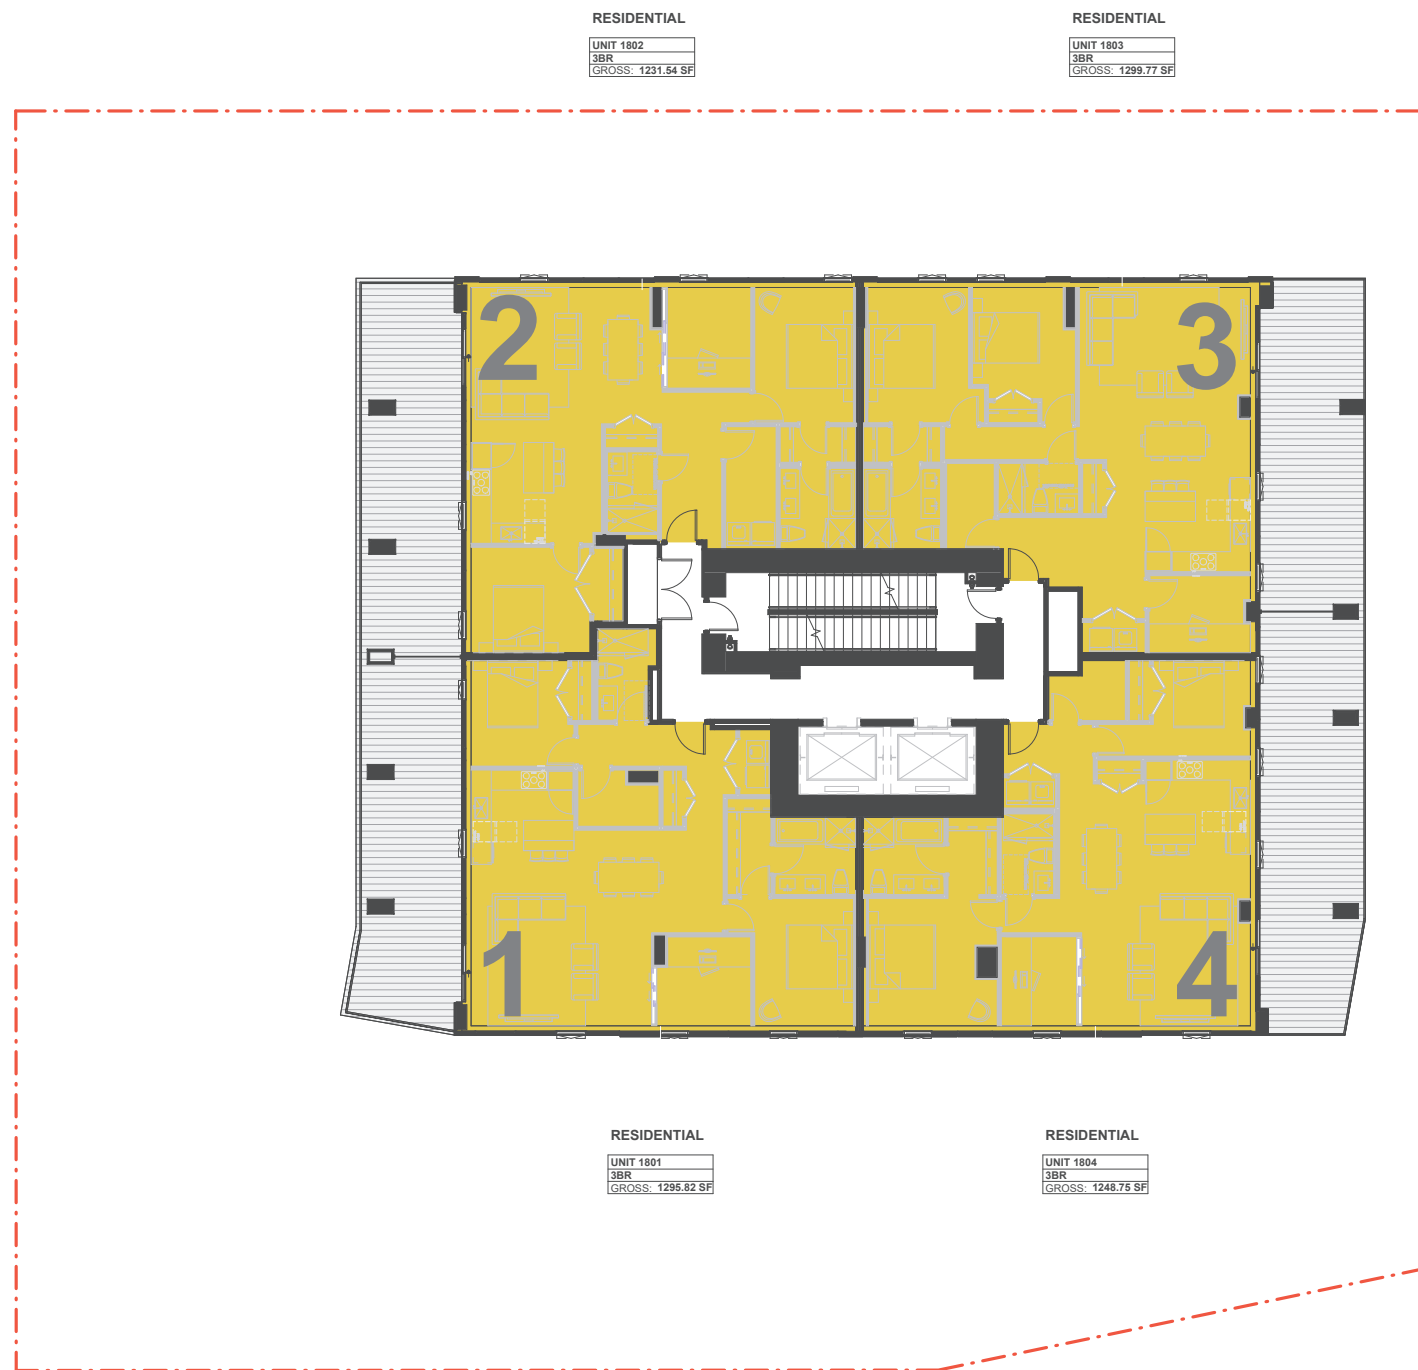 RESIDENTIAL
UNIT 1802
3BR
GROSS: 1231.54 SF
RESIDENTIAL
UNIT 1803
3BR
GROSS: 1299.77 SF
2
3
1
4
RESIDENTIAL
UNIT 1801
3BR
GROSS: 1295.82 SF
RESIDENTIAL
UNIT 1804
3BR
GROSS: 1248.75 SF